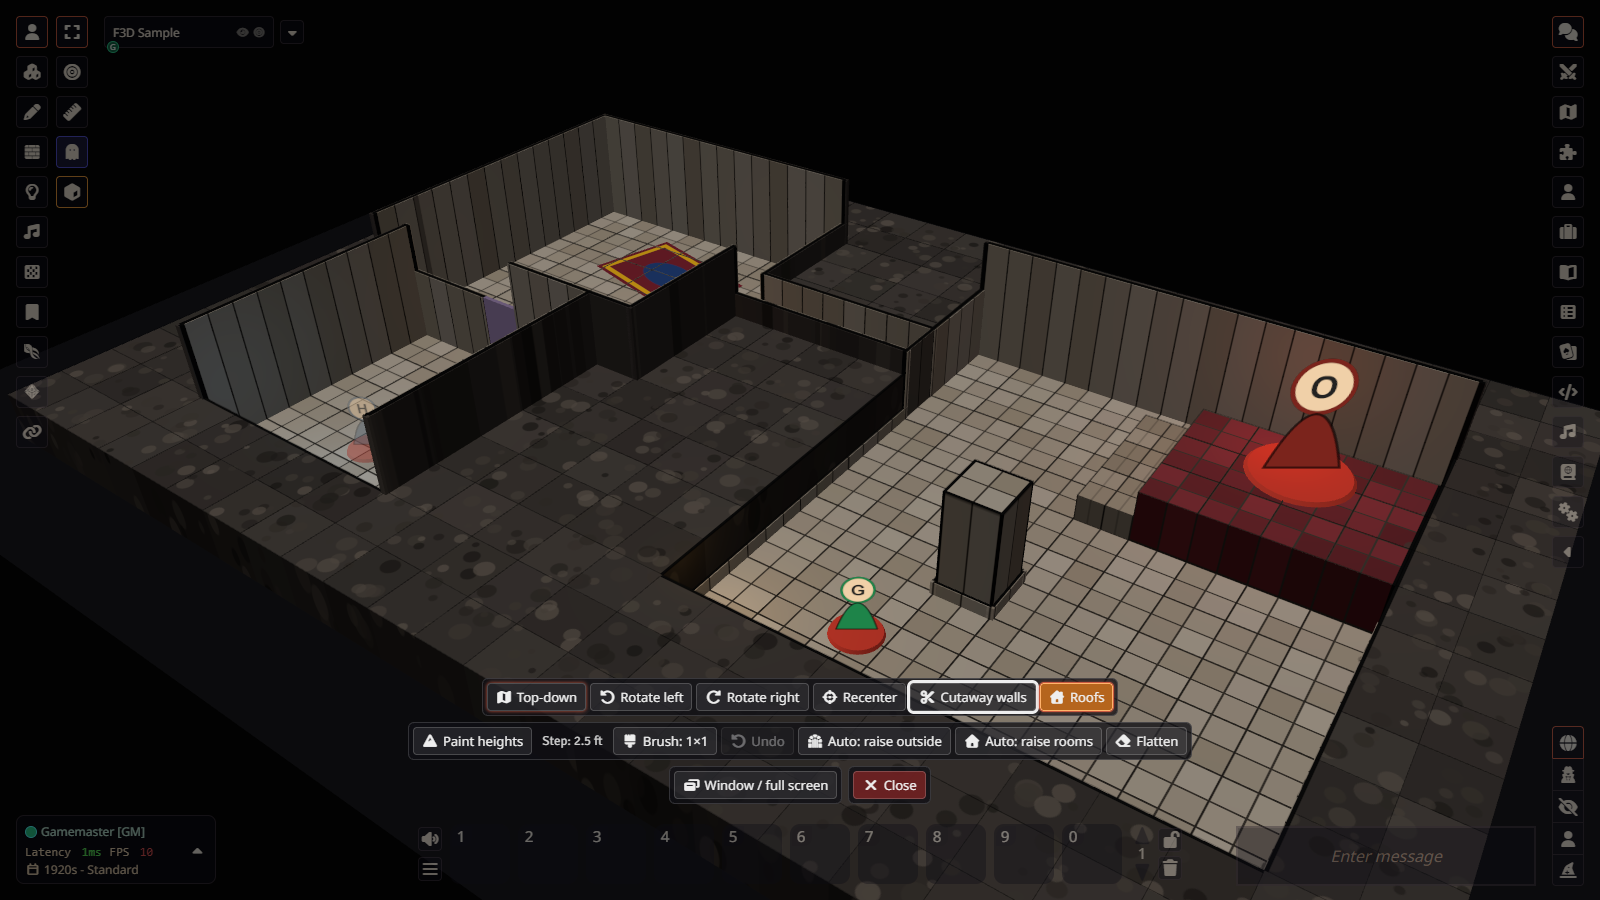 F3D Sample
G
H
O
G
Top-down
Rotate left
Rotate right
Recenter
Cutaway walls
Roofs
Paint heights
Step: 2.5 ft
Brush: 1×1
Undo
Auto: raise outside
Auto: raise rooms
Flatten
Window / full screen
Close
Gamemaster [GM]
Latency 1ms FPS 10
1920s - Standard
1 2 3 4 5 6 7 8 9 0
1
Enter message